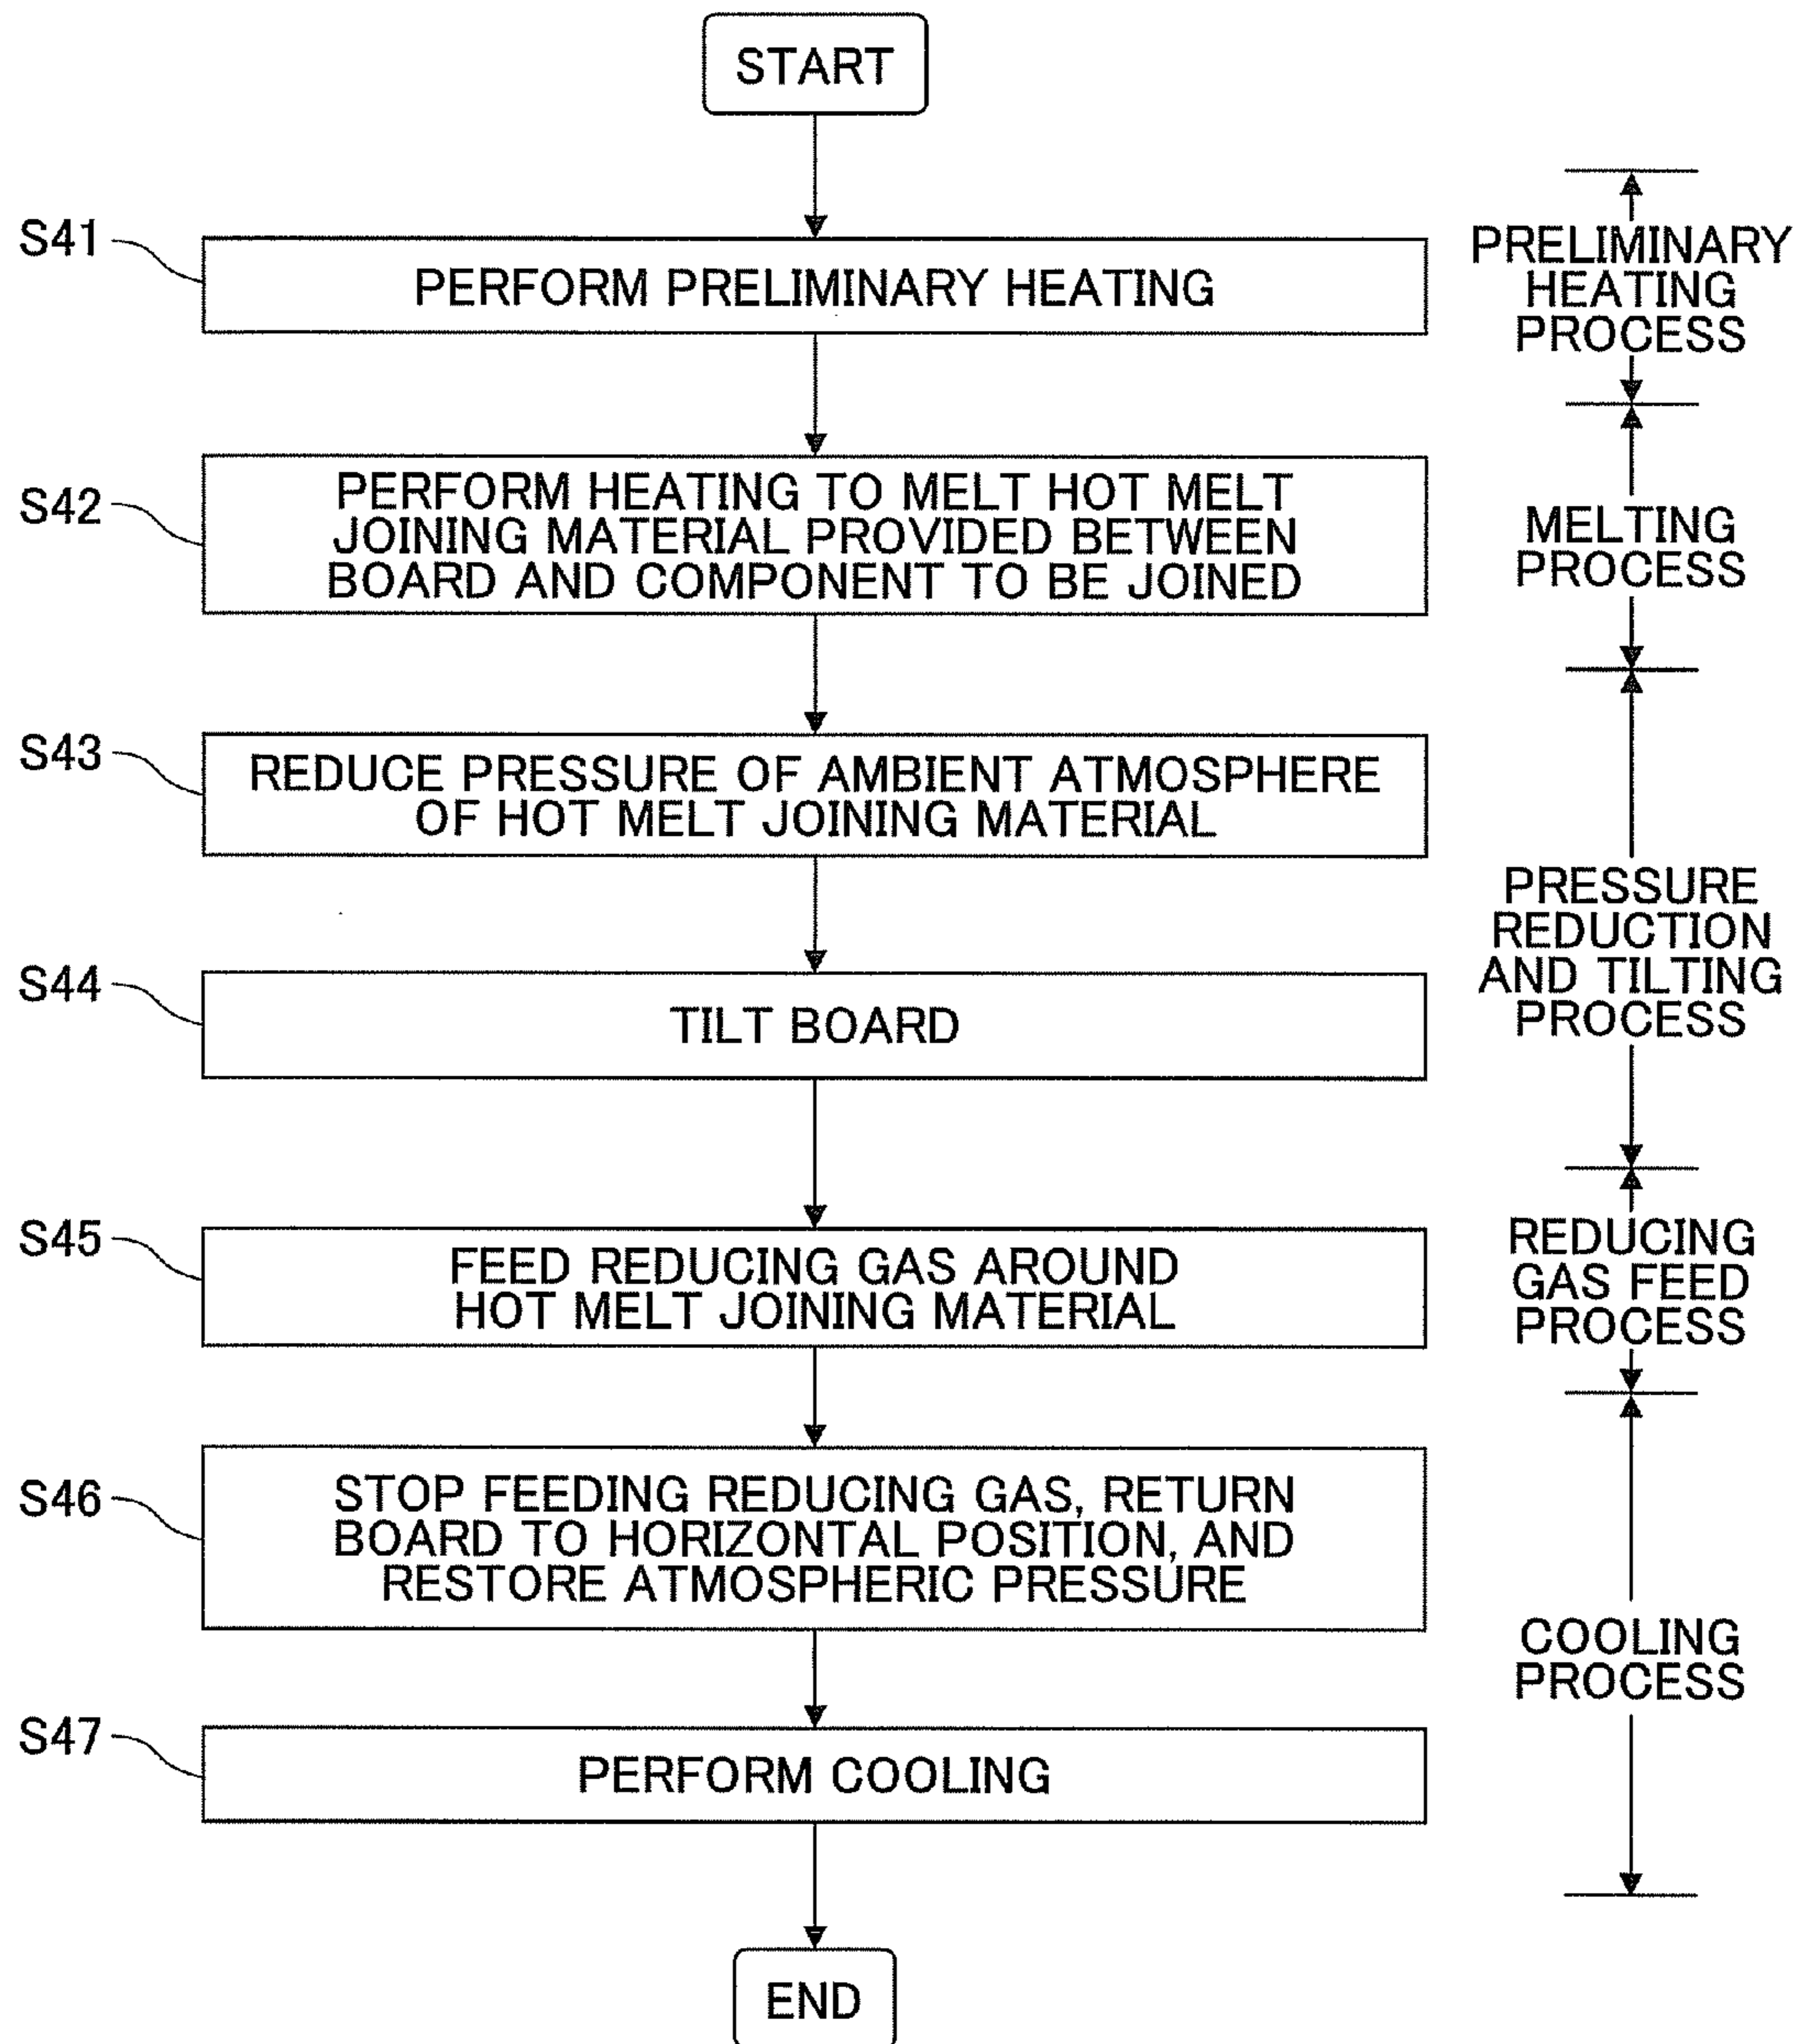 START
S41
PERFORM PRELIMINARY HEATING
PRELIMINARY
HEATING
PROCESS
S42
PERFORM HEATING TO MELT HOT MELT
JOINING MATERIAL PROVIDED BETWEEN
BOARD AND COMPONENT TO BE JOINED
MELTING
PROCESS
S43
REDUCE PRESSURE OF AMBIENT ATMOSPHERE
OF HOT MELT JOINING MATERIAL
PRESSURE
REDUCTION
AND TILTING
PROCESS
S44
TILT BOARD
S45
FEED REDUCING GAS AROUND
HOT MELT JOINING MATERIAL
REDUCING
GAS FEED
PROCESS
S46
STOP FEEDING REDUCING GAS, RETURN
BOARD TO HORIZONTAL POSITION, AND
RESTORE ATMOSPHERIC PRESSURE
COOLING
PROCESS
S47
PERFORM COOLING
END